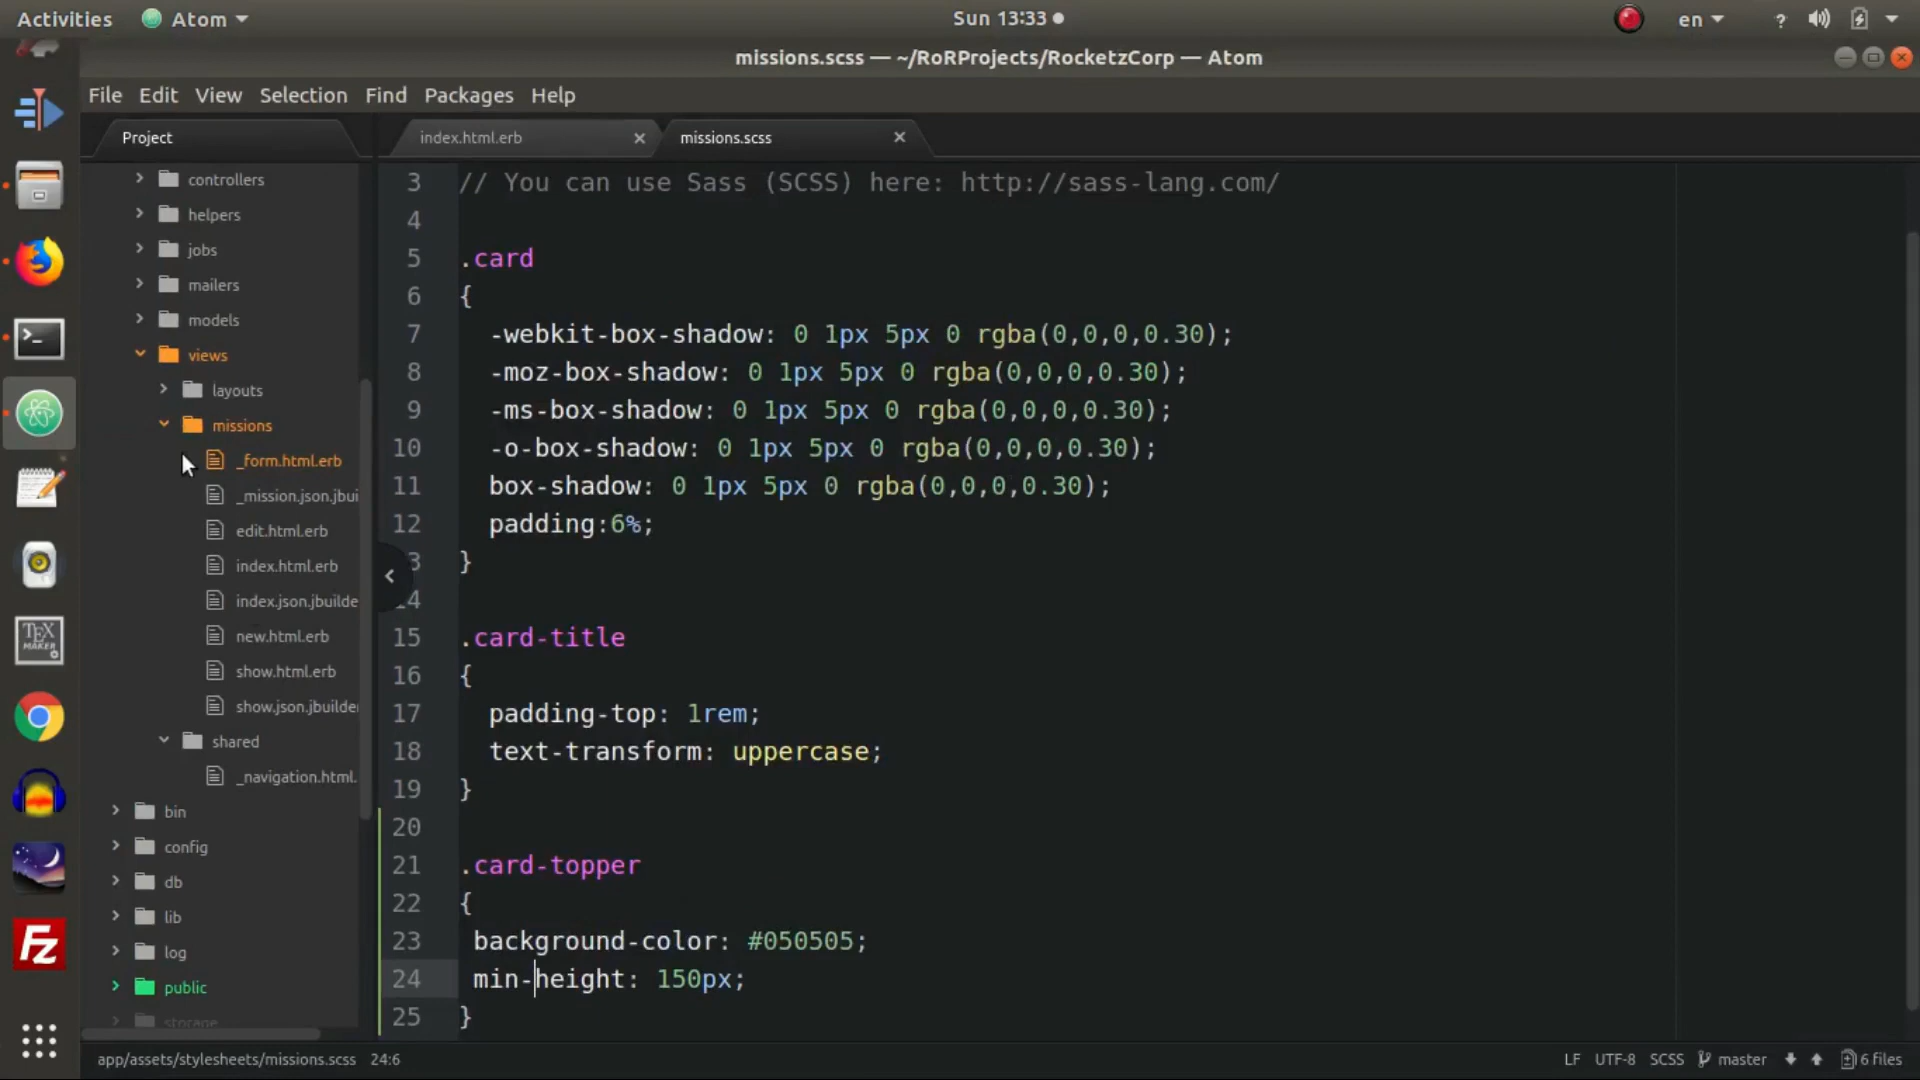 Activities
Atom
Sun 13:33
en
?
missions.scss — ~/RoRProjects/RocketzCorp — Atom
File Edit View Selection Find Packages Help
Project
index.html.erb
missions.scss
controllers
helpers
jobs
mailers
models
views
layouts
missions
_form.html.erb
_mission.json.jbui
edit.html.erb
index.html.erb
index.json.jbuilde
new.html.erb
show.html.erb
show.json.jbuilde
shared
_navigation.html.
bin
config
db
lib
log
public
storage
3 // You can use Sass (SCSS) here: http://sass-lang.com/
4
5 .card
6 {
7 -webkit-box-shadow: 0 1px 5px 0 rgba(0,0,0,0.30);
8 -moz-box-shadow: 0 1px 5px 0 rgba(0,0,0,0.30);
9 -ms-box-shadow: 0 1px 5px 0 rgba(0,0,0,0.30);
10 -o-box-shadow: 0 1px 5px 0 rgba(0,0,0,0.30);
11 box-shadow: 0 1px 5px 0 rgba(0,0,0,0.30);
12 padding:6%;
3 }
14
15 .card-title
16 {
17 padding-top: 1rem;
18 text-transform: uppercase;
19 }
20
21 .card-topper
22 {
23 background-color: #050505;
24 min-height: 150px;
25 }
TEX
MAKER
Fz
app/assets/stylesheets/missions.scss 24:6
LF UTF-8 SCSS master 6 files